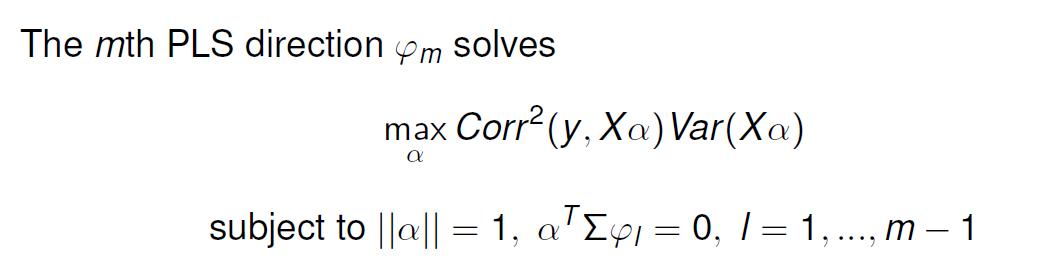 The mth PLS direction φₘ solves
max Corr²(y, Xα)Var(Xα)
α
subject to ||α|| = 1, αᵀΣφₗ = 0, l = 1, ..., m − 1